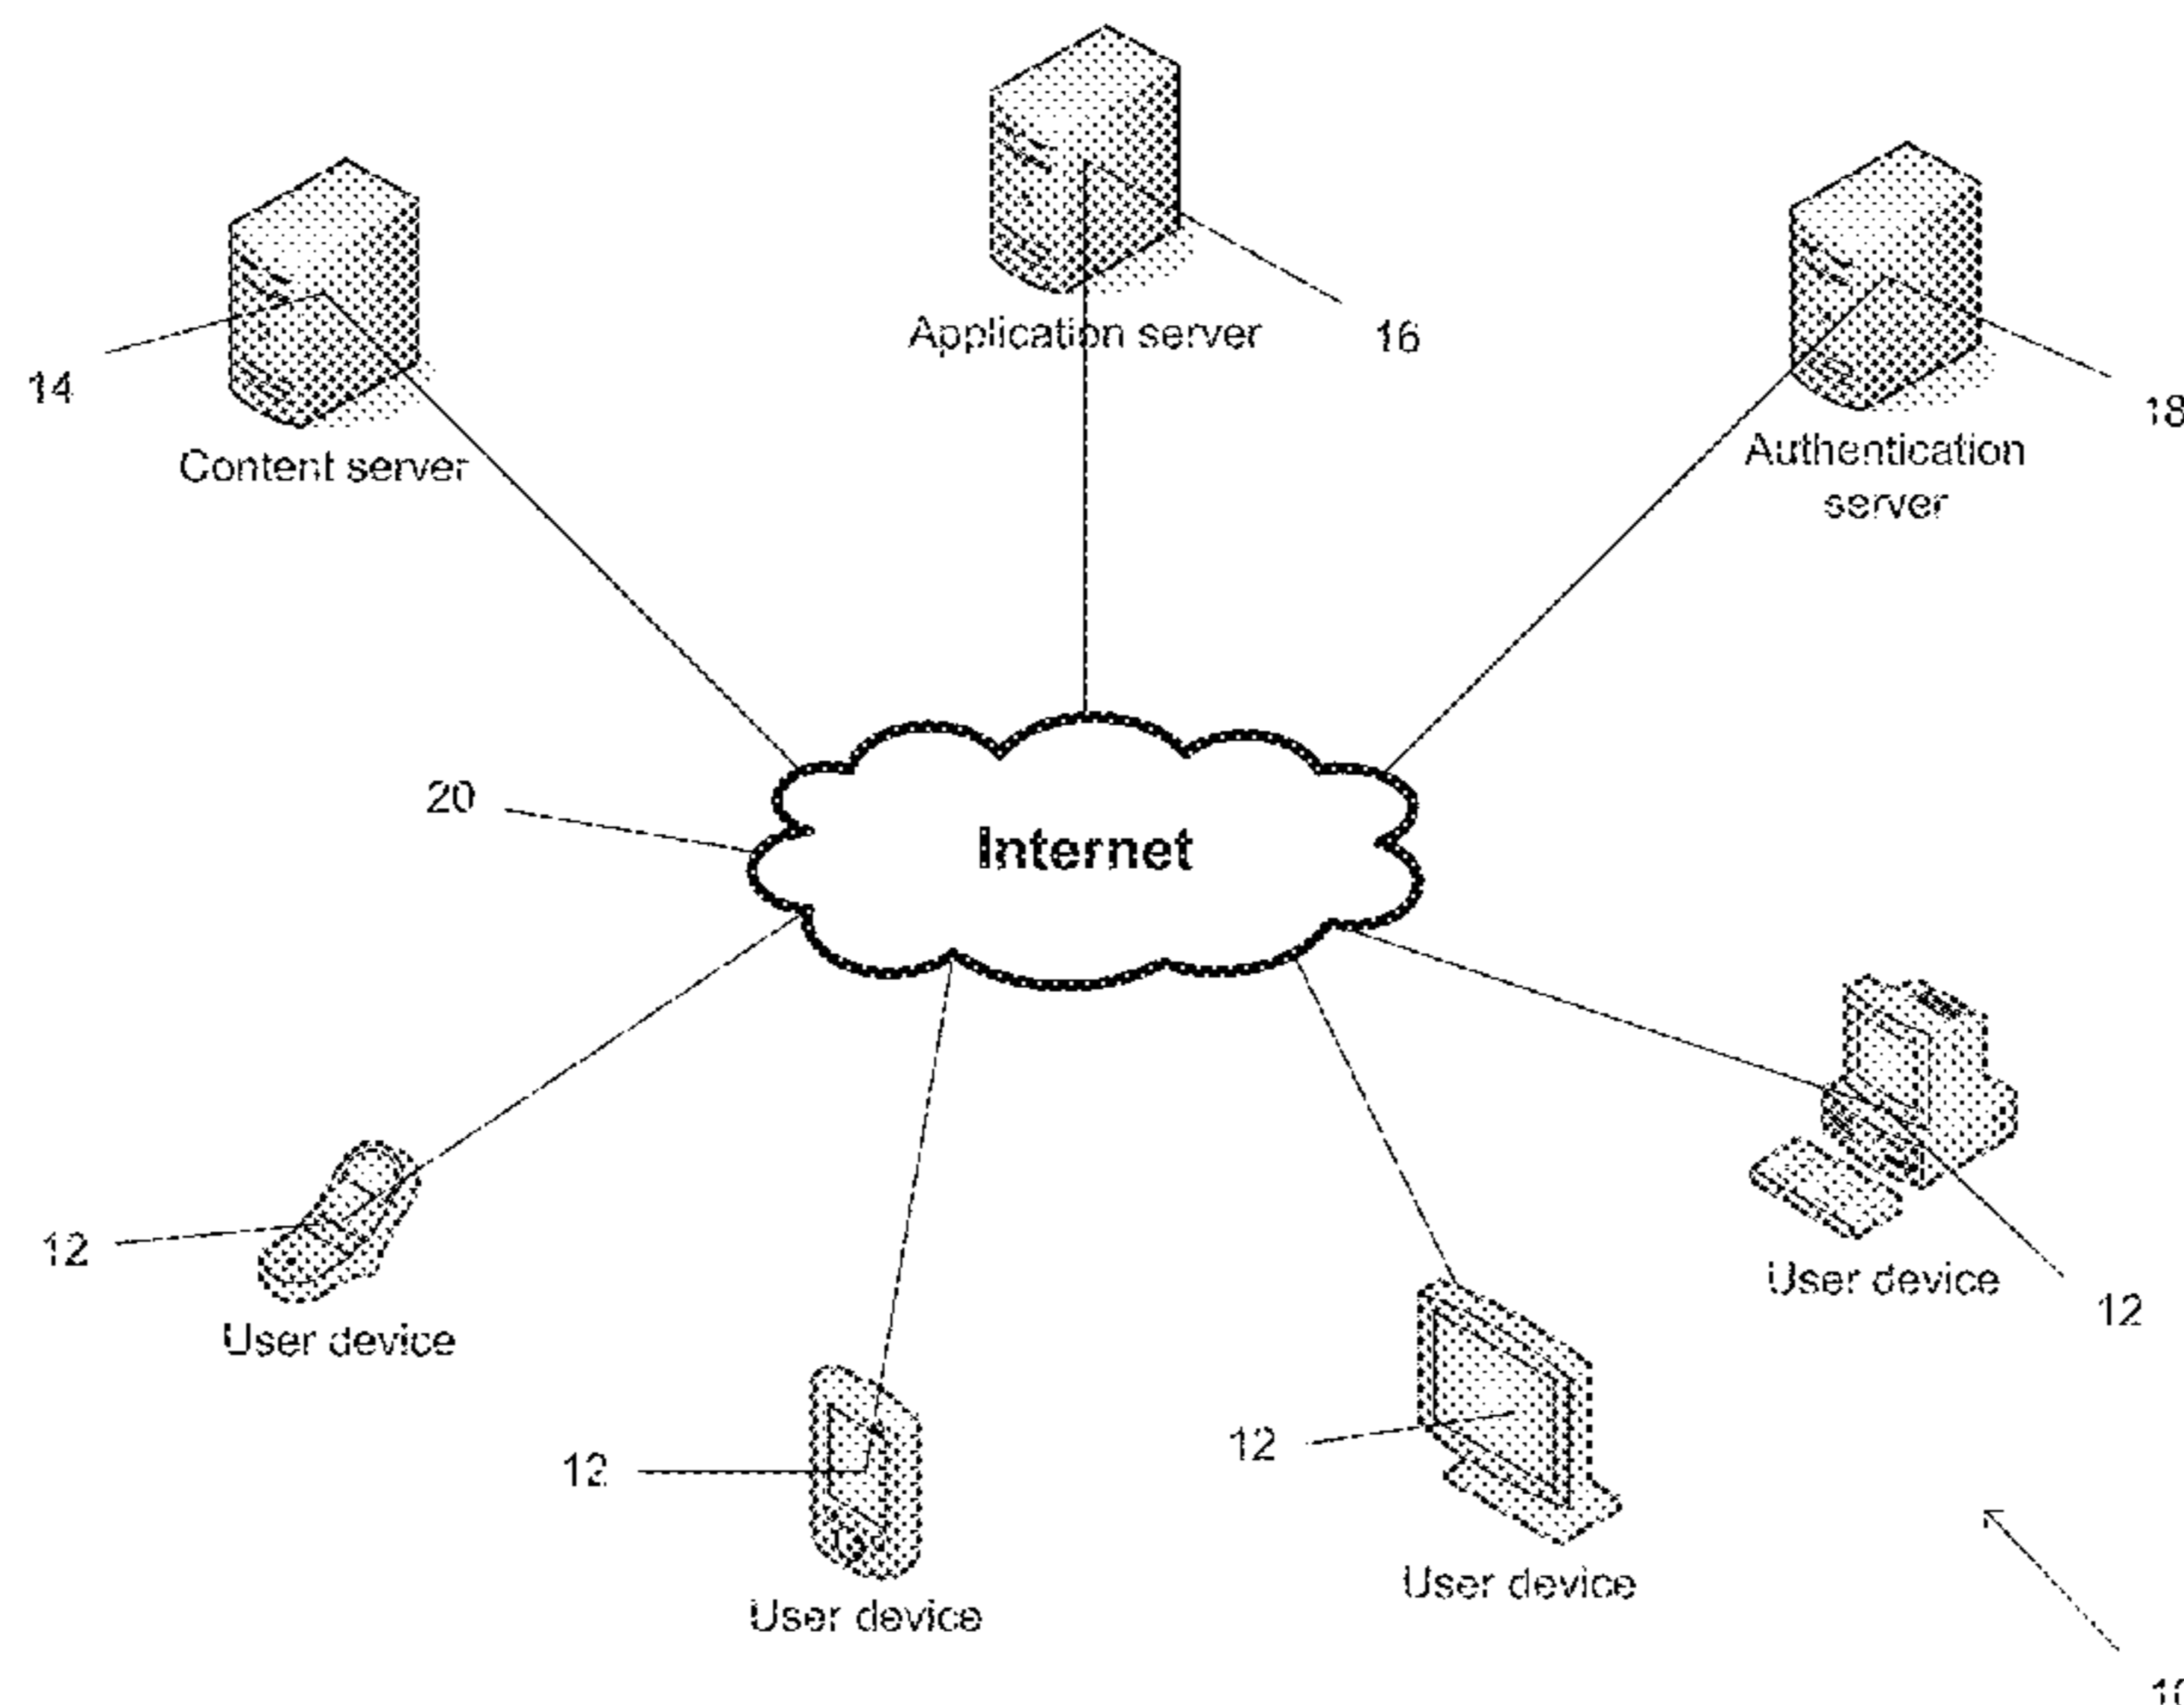 14
Content server
Application server
16
18
Authentication
server
20
Internet
12
User device
12
User device
12
User device
User device
12